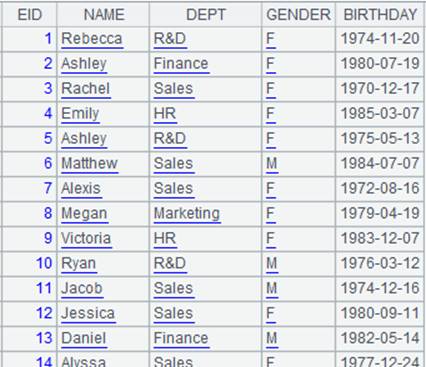 EID NAME DEPT GENDER BIRTHDAY
1 Rebecca R&D F 1974-11-20
2 Ashley Finance F 1980-07-19
3 Rachel Sales F 1970-12-17
4 Emily HR F 1985-03-07
5 Ashley R&D F 1975-05-13
6 Matthew Sales M 1984-07-07
7 Alexis Sales F 1972-08-16
8 Megan Marketing F 1979-04-19
9 Victoria HR F 1983-12-07
10 Ryan R&D M 1976-03-12
11 Jacob Sales M 1974-12-16
12 Jessica Sales F 1980-09-11
13 Daniel Finance M 1982-05-14
14 Alyssa Sales F 1977-12-24